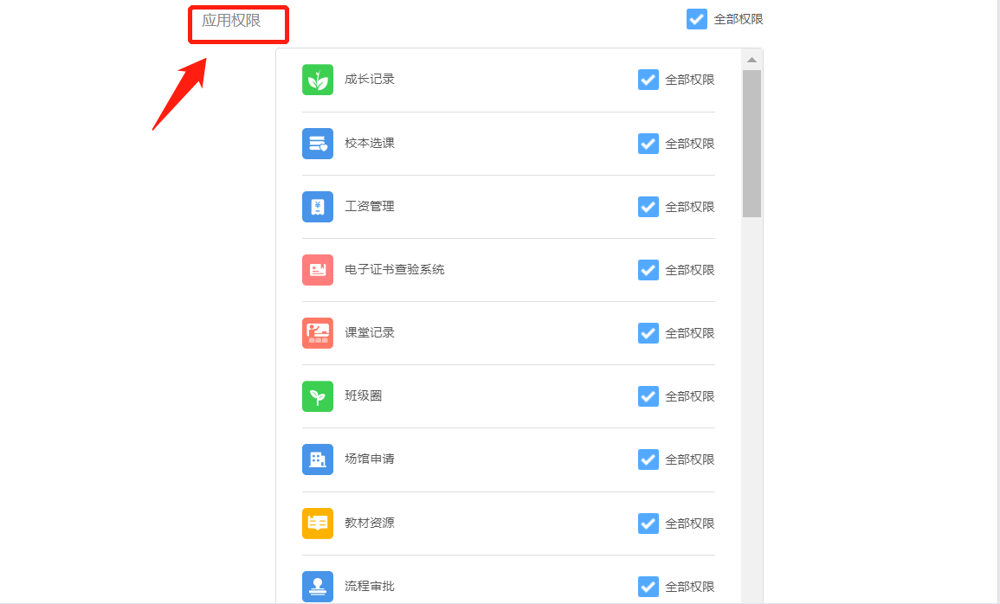 应用权限
全部权限
成长记录
全部权限
校本选课
全部权限
工资管理
全部权限
电子证书查验系统
全部权限
课堂记录
全部权限
班级圈
全部权限
场馆申请
全部权限
教材资源
全部权限
流程审批
全部权限